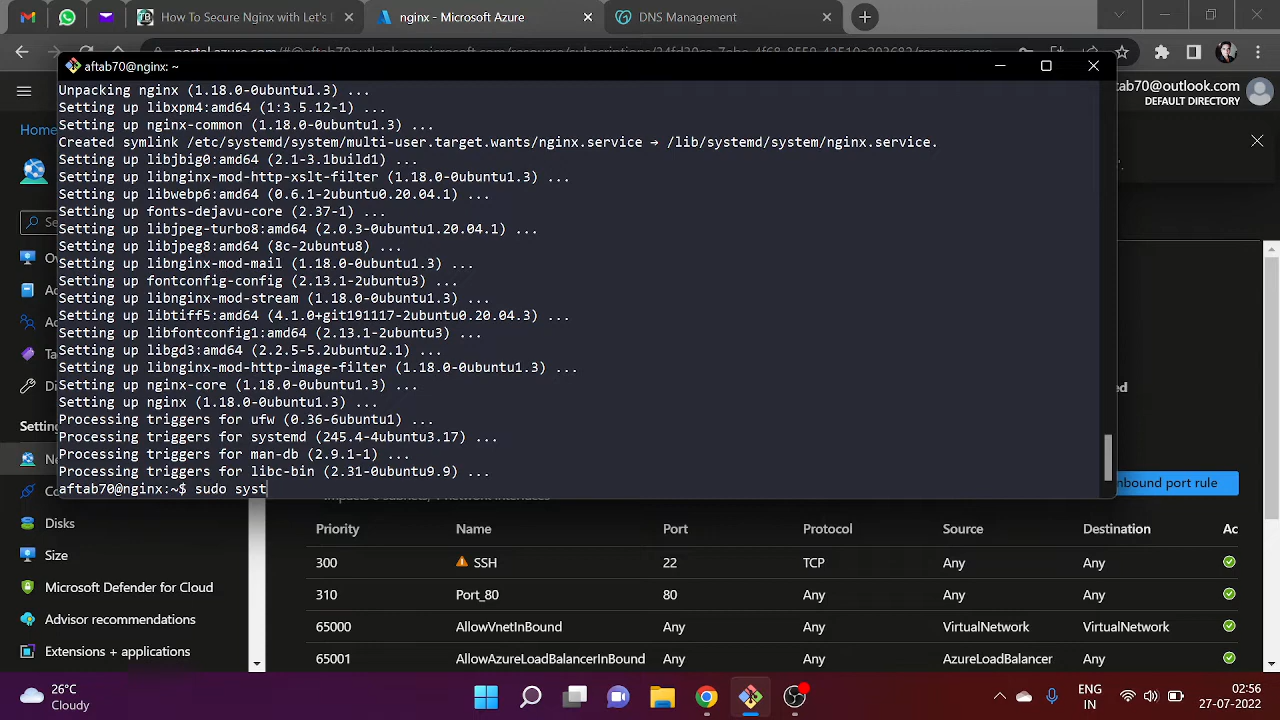 How To Secure Nginx with Let's
nginx - Microsoft Azure
DNS Management
aftab70@nginx: ~
Unpacking nginx (1.18.0-0ubuntu1.3) ...
Setting up libxpm4:amd64 (1:3.5.12-1) ...
Setting up nginx-common (1.18.0-0ubuntu1.3) ...
Created symlink /etc/systemd/system/multi-user.target.wants/nginx.service → /lib/systemd/system/nginx.service.
Setting up libjbig0:amd64 (2.1-3.1build1) ...
Setting up libnginx-mod-http-xslt-filter (1.18.0-0ubuntu1.3) ...
Setting up libwebp6:amd64 (0.6.1-2ubuntu0.20.04.1) ...
Setting up fonts-dejavu-core (2.37-1) ...
Setting up libjpeg-turbo8:amd64 (2.0.3-0ubuntu1.20.04.1) ...
Setting up libjpeg8:amd64 (8c-2ubuntu8) ...
Setting up libnginx-mod-mail (1.18.0-0ubuntu1.3) ...
Setting up fontconfig-config (2.13.1-2ubuntu3) ...
Setting up libnginx-mod-stream (1.18.0-0ubuntu1.3) ...
Setting up libtiff5:amd64 (4.1.0+git191117-2ubuntu0.20.04.3) ...
Setting up libfontconfig1:amd64 (2.13.1-2ubuntu3) ...
Setting up libgd3:amd64 (2.2.5-5.2ubuntu2.1) ...
Setting up libnginx-mod-http-image-filter (1.18.0-0ubuntu1.3) ...
Setting up nginx-core (1.18.0-0ubuntu1.3) ...
Setting up nginx (1.18.0-0ubuntu1.3) ...
Processing triggers for ufw (0.36-6ubuntu1) ...
Processing triggers for systemd (245.4-4ubuntu3.17) ...
Processing triggers for man-db (2.9.1-1) ...
Processing triggers for libc-bin (2.31-0ubuntu9.9) ...
aftab70@nginx:~$ sudo syst
tab70@outlook.com
DEFAULT DIRECTORY
Home
Se
Ov
Ac
Ac
Ta
Di
Settin
Ne
Co
Disks
Size
Microsoft Defender for Cloud
Advisor recommendations
Extensions + applications
ed
nbound port rule
Priority Name Port Protocol Source Destination Ac
300 SSH 22 TCP Any Any
310 Port_80 80 Any Any Any
65000 AllowVnetInBound Any Any VirtualNetwork VirtualNetwork
65001 AllowAzureLoadBalancerInBound Any Any AzureLoadBalancer Any
26°C
Cloudy
ENG
IN
02:56
27-07-2022